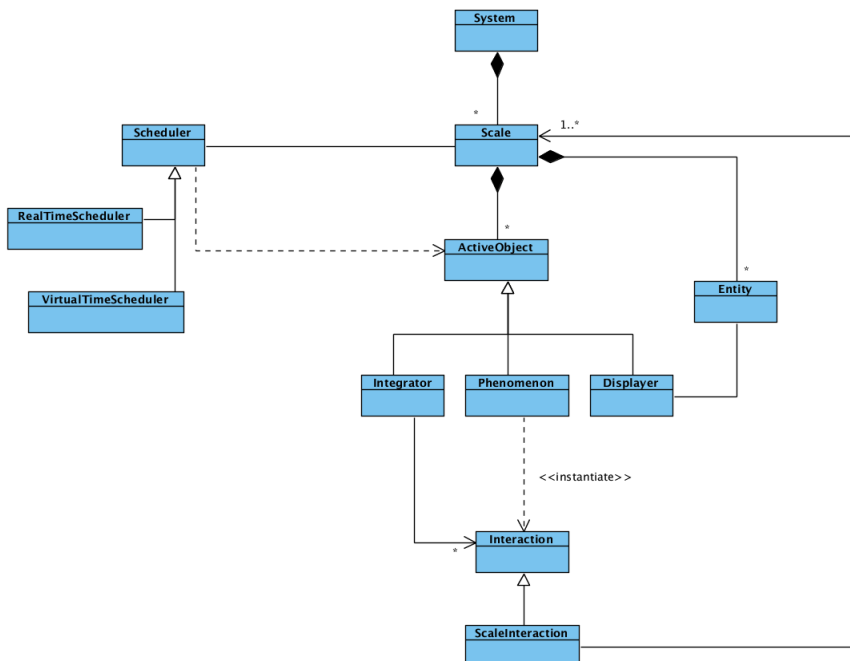 System
*
1..*
Scheduler
Scale
RealTimeScheduler
*
ActiveObject
*
VirtualTimeScheduler
Entity
Integrator
Phenomenon
Displayer
<<instantiate>>
Interaction
*
ScaleInteraction